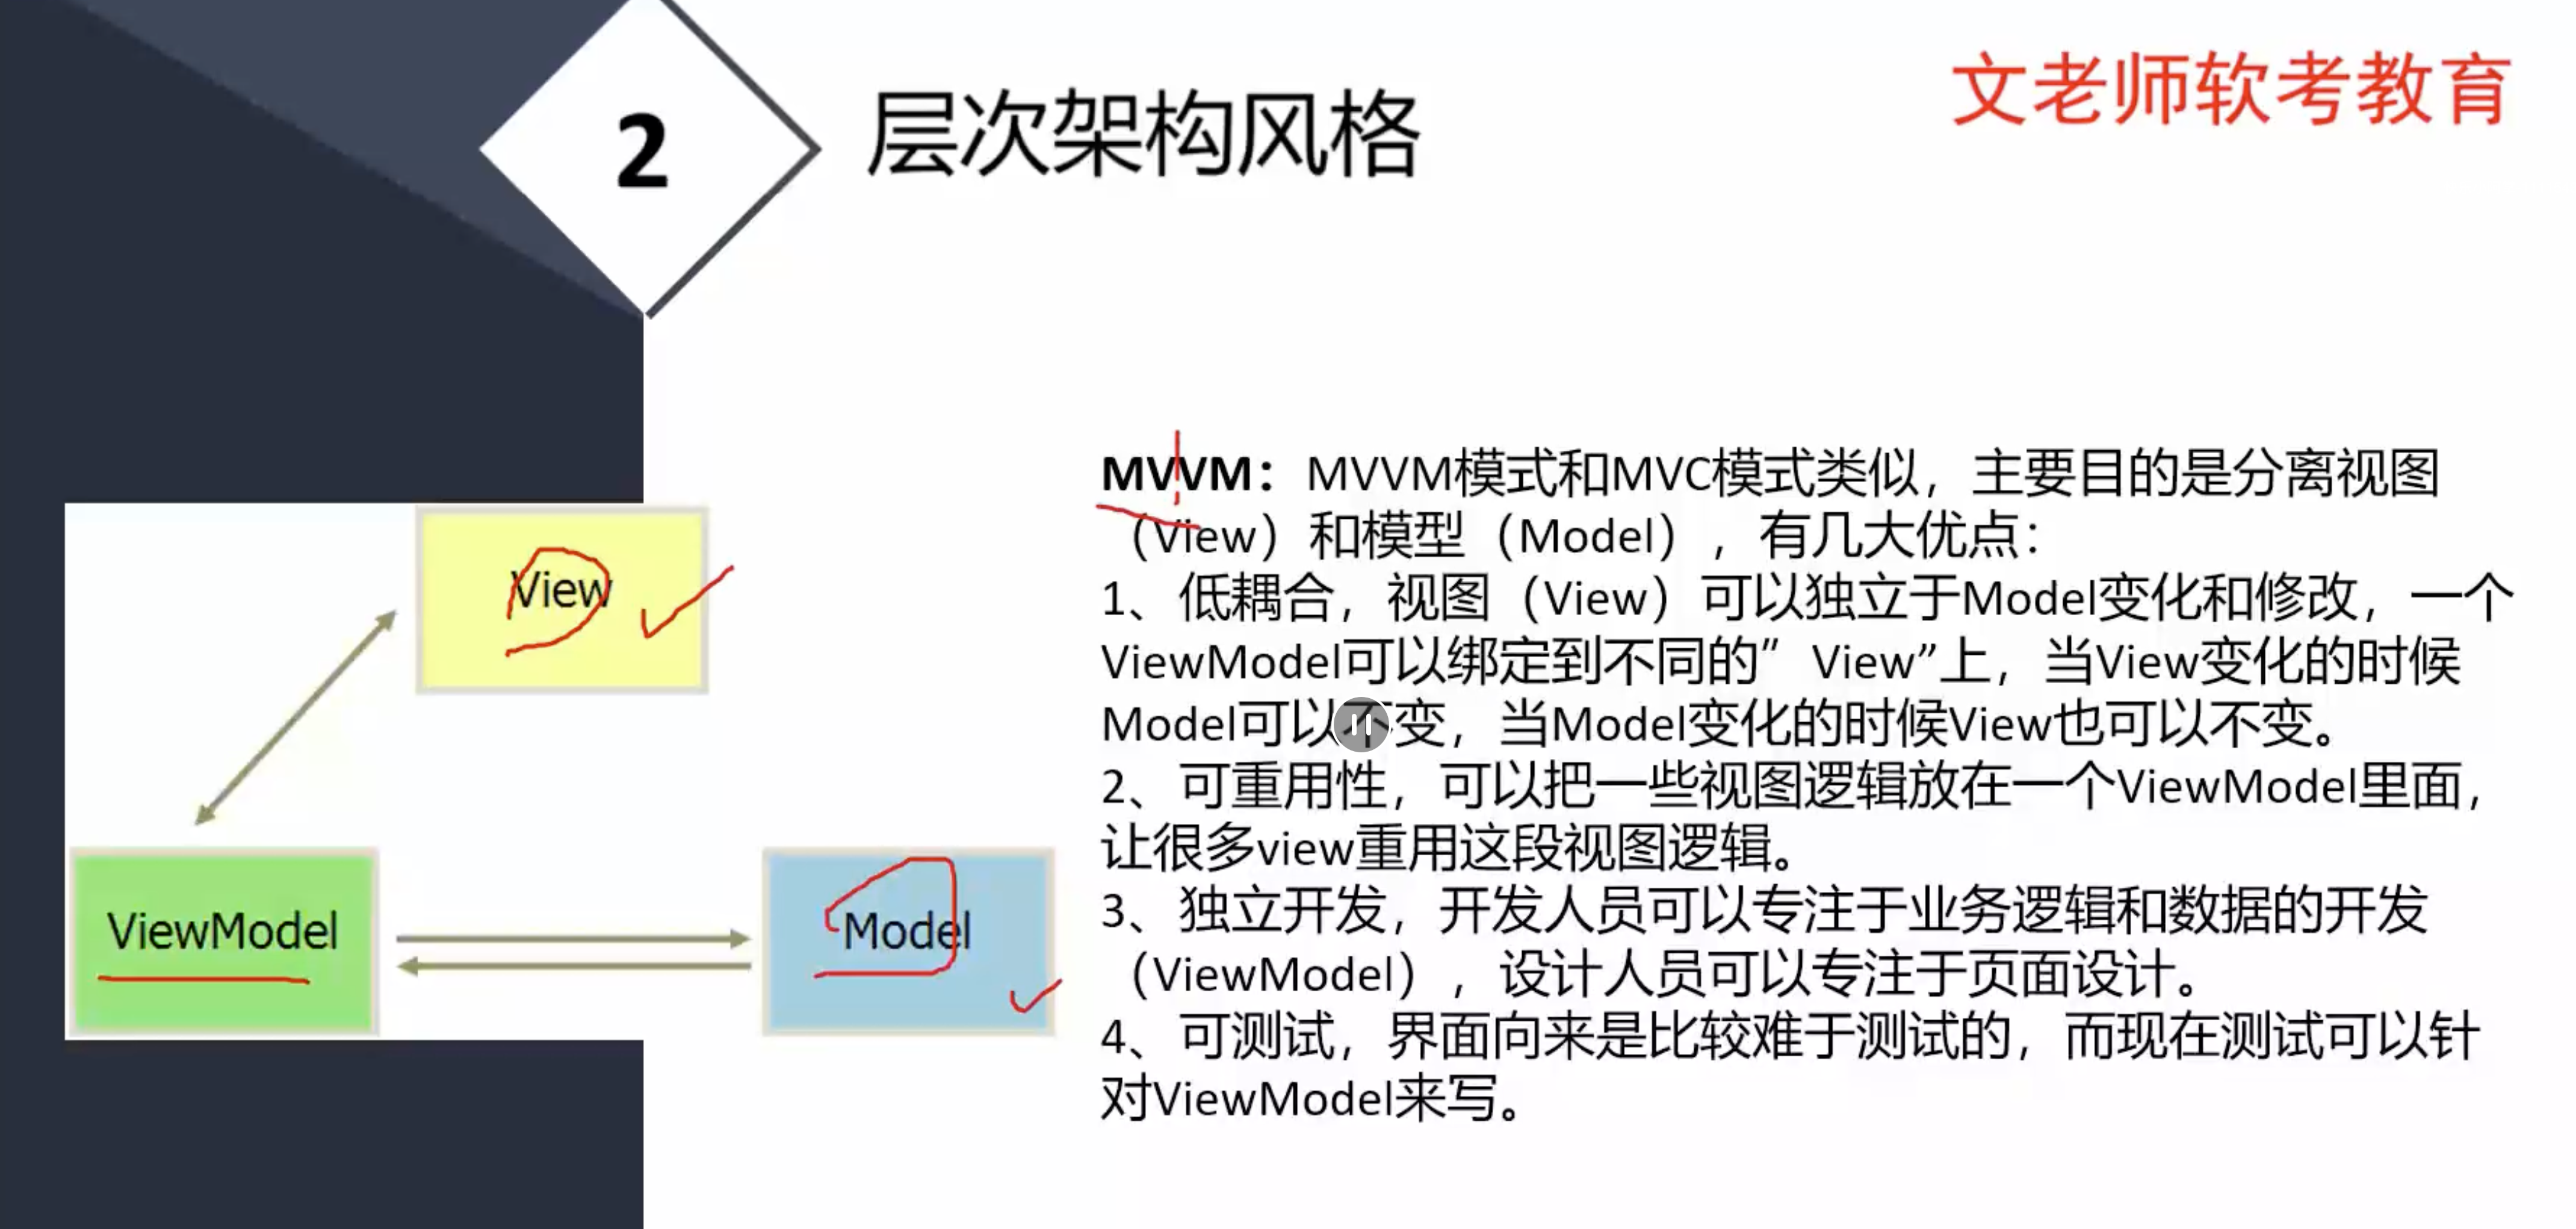 2
层次架构风格
文老师软考教育
View
ViewModel
Model
MVVM：MVVM模式和MVC模式类似，主要目的是分离视图
（View）和模型（Model），有几大优点：
1、低耦合，视图（View）可以独立于Model变化和修改，一个
ViewModel可以绑定到不同的”View”上，当View变化的时候
Model可以不变，当Model变化的时候View也可以不变。
2、可重用性，可以把一些视图逻辑放在一个ViewModel里面，
让很多view重用这段视图逻辑。
3、独立开发，开发人员可以专注于业务逻辑和数据的开发
（ViewModel），设计人员可以专注于页面设计。
4、可测试，界面向来是比较难于测试的，而现在测试可以针
对ViewModel来写。